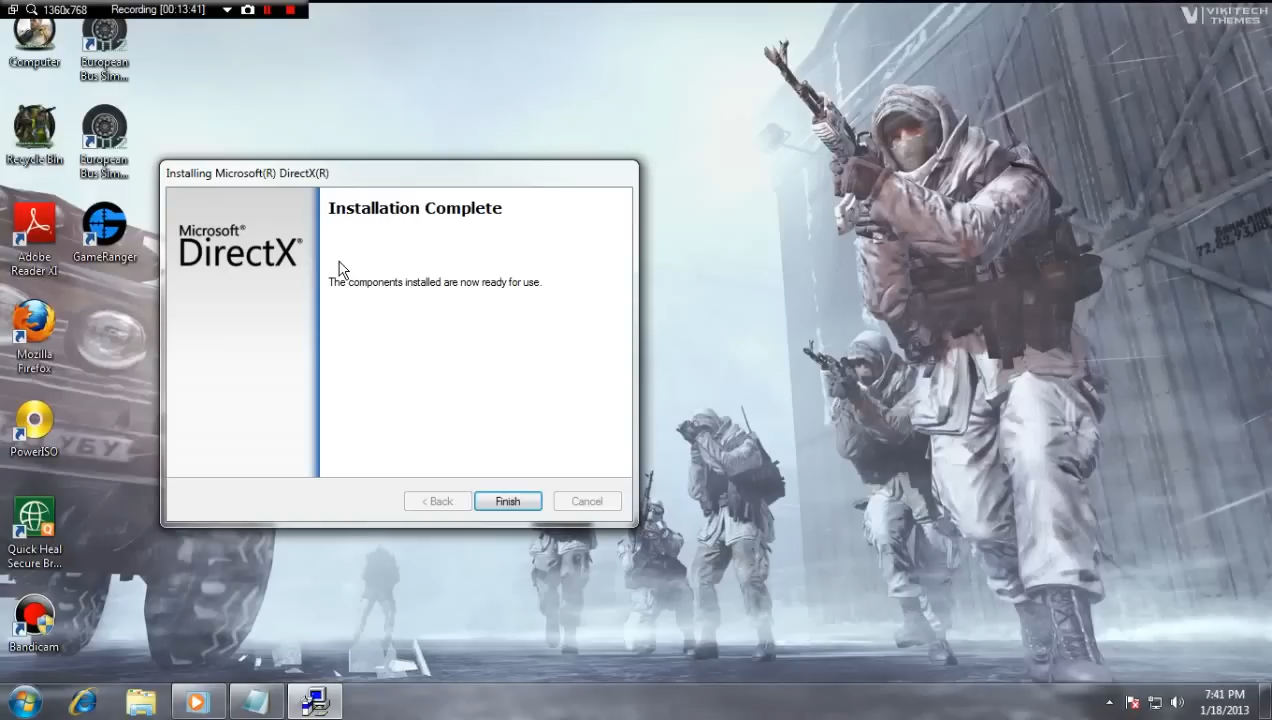 1360x768 Recording [00:13:41]
VIKITECH
THEMES
Computer
European
Bus Sim...
Recycle Bin
European
Bus Sim...
Adobe
Reader XI
GameRanger
Mozilla
Firefox
PowerISO
Quick Heal
Secure Br...
Bandicam
Installing Microsoft(R) DirectX(R)
Microsoft®
DirectX®
Installation Complete
The components installed are now ready for use.
< Back
Finish
Cancel
УБУ
7:41 PM
1/18/2013